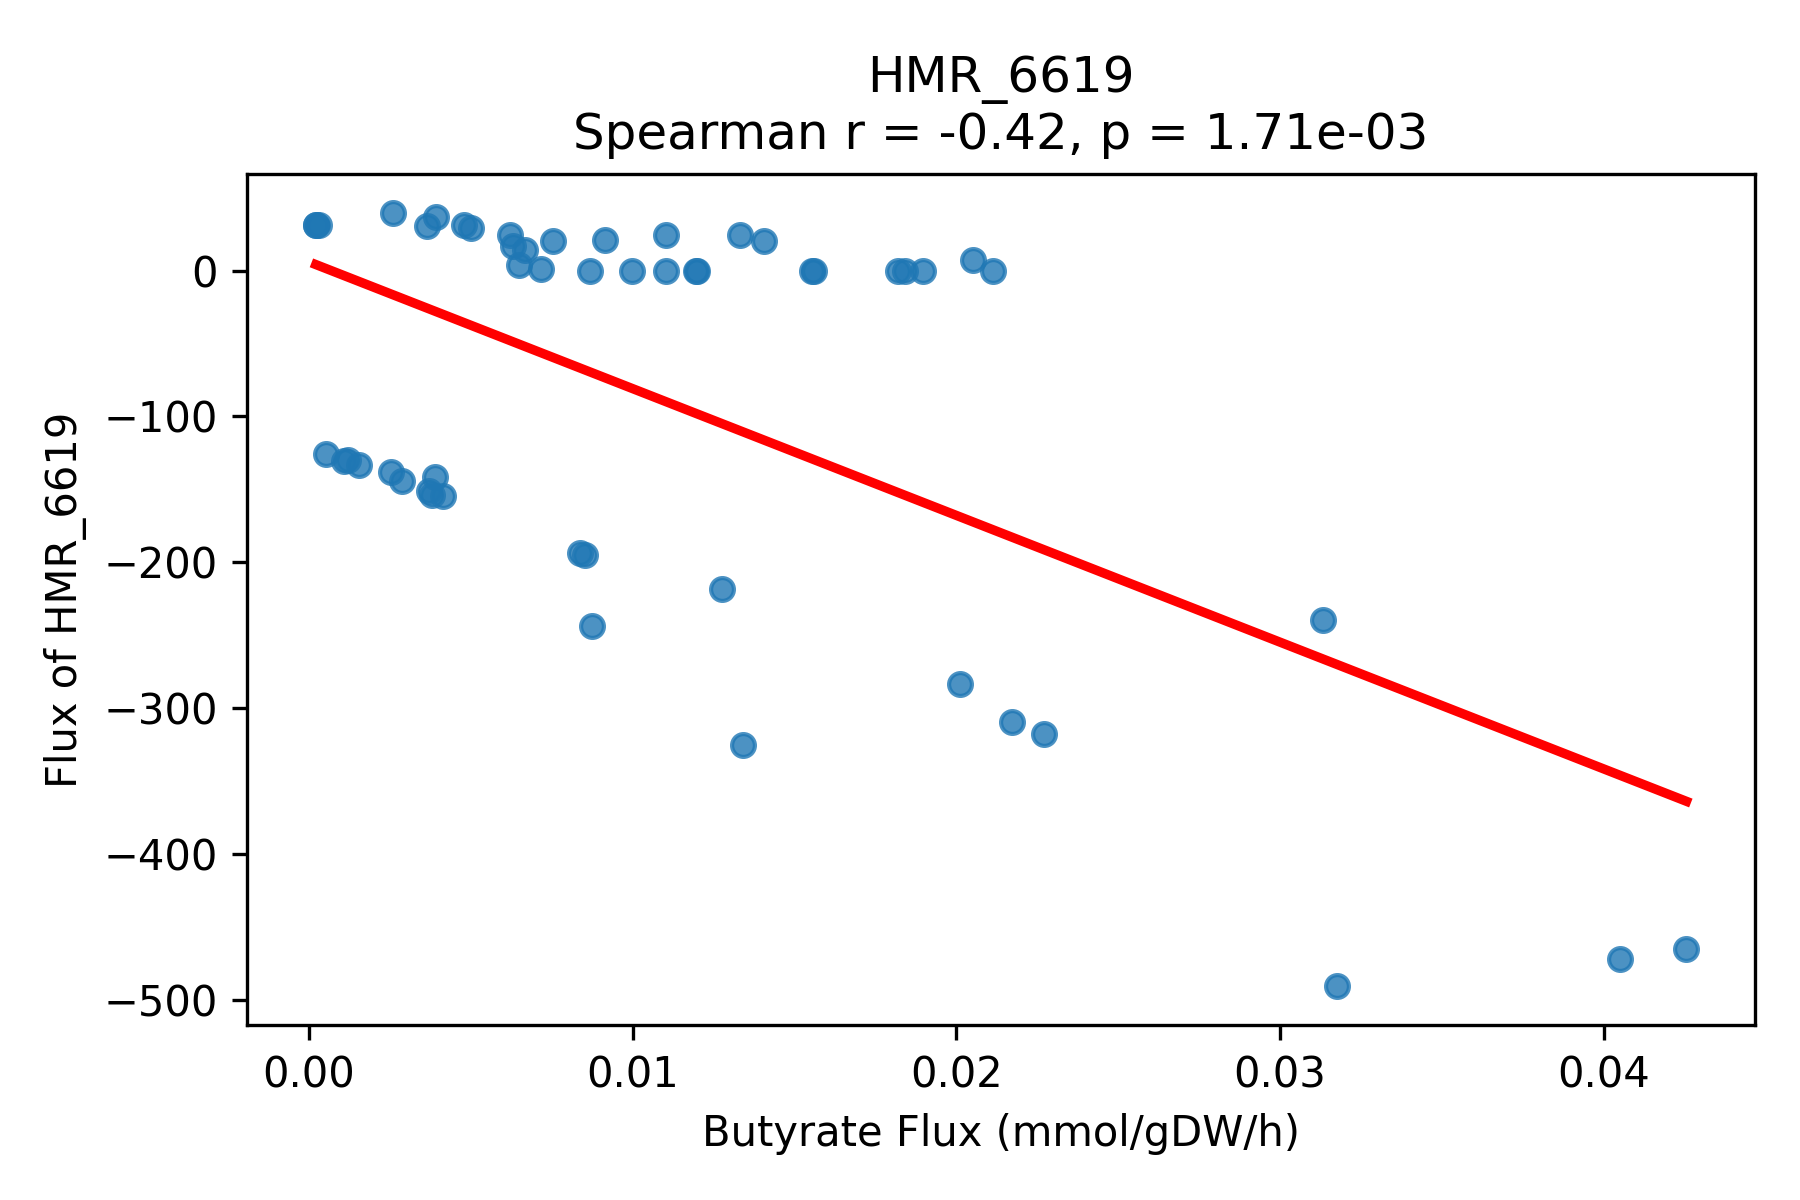 HMR_6619
Spearman r = -0.42, p = 1.71e-03
0
−100
−200
−300
−400
−500
Flux of HMR_6619
0.00 0.01 0.02 0.03 0.04
Butyrate Flux (mmol/gDW/h)